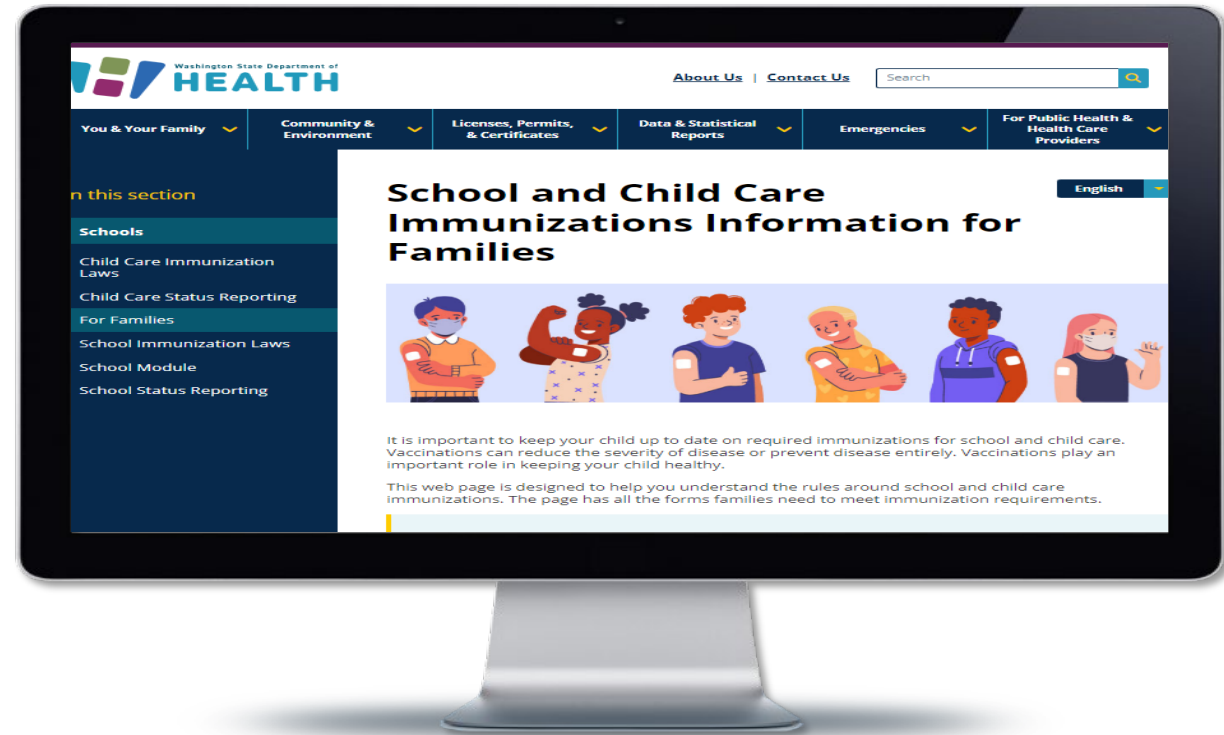 Washington State Department of
HEALTH
About Us | Contact Us
Search
You & Your Family
Community &
Environment
Licenses, Permits,
& Certificates
Data & Statistical
Reports
Emergencies
For Public Health &
Health Care
Providers
n this section
Schools
Child Care Immunization
Laws
Child Care Status Reporting
For Families
School Immunization Laws
School Module
School Status Reporting
English
School and Child Care
Immunizations Information for
Families
It is important to keep your child up to date on required immunizations for school and child care.
Vaccinations can reduce the severity of disease or prevent disease entirely. Vaccinations play an
important role in keeping your child healthy.
This web page is designed to help you understand the rules around school and child care
immunizations. The page has all the forms families need to meet immunization requirements.